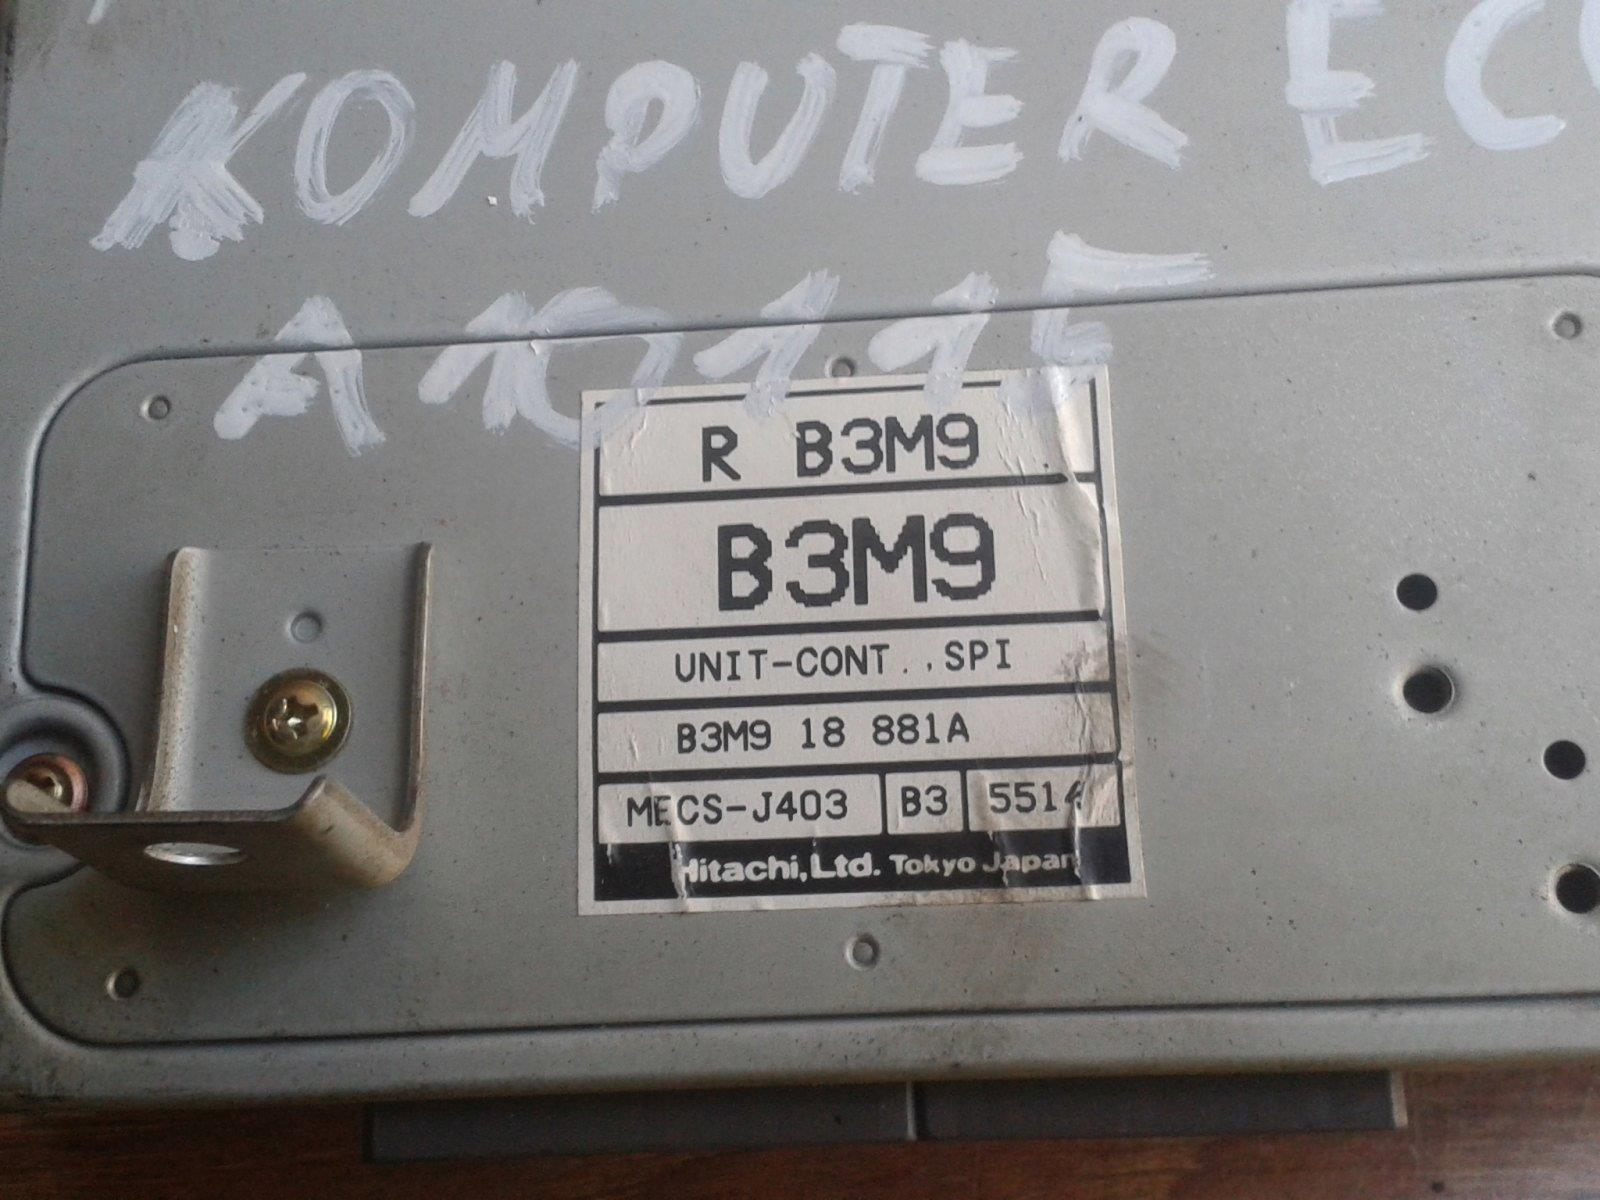 KOMPUTER EC
R B3M9
B3M9
UNIT-CONT..,SPI
B3M9 18 881A
MECS-J403 B3 5514
Hitachi,Ltd. Tokyo Japan